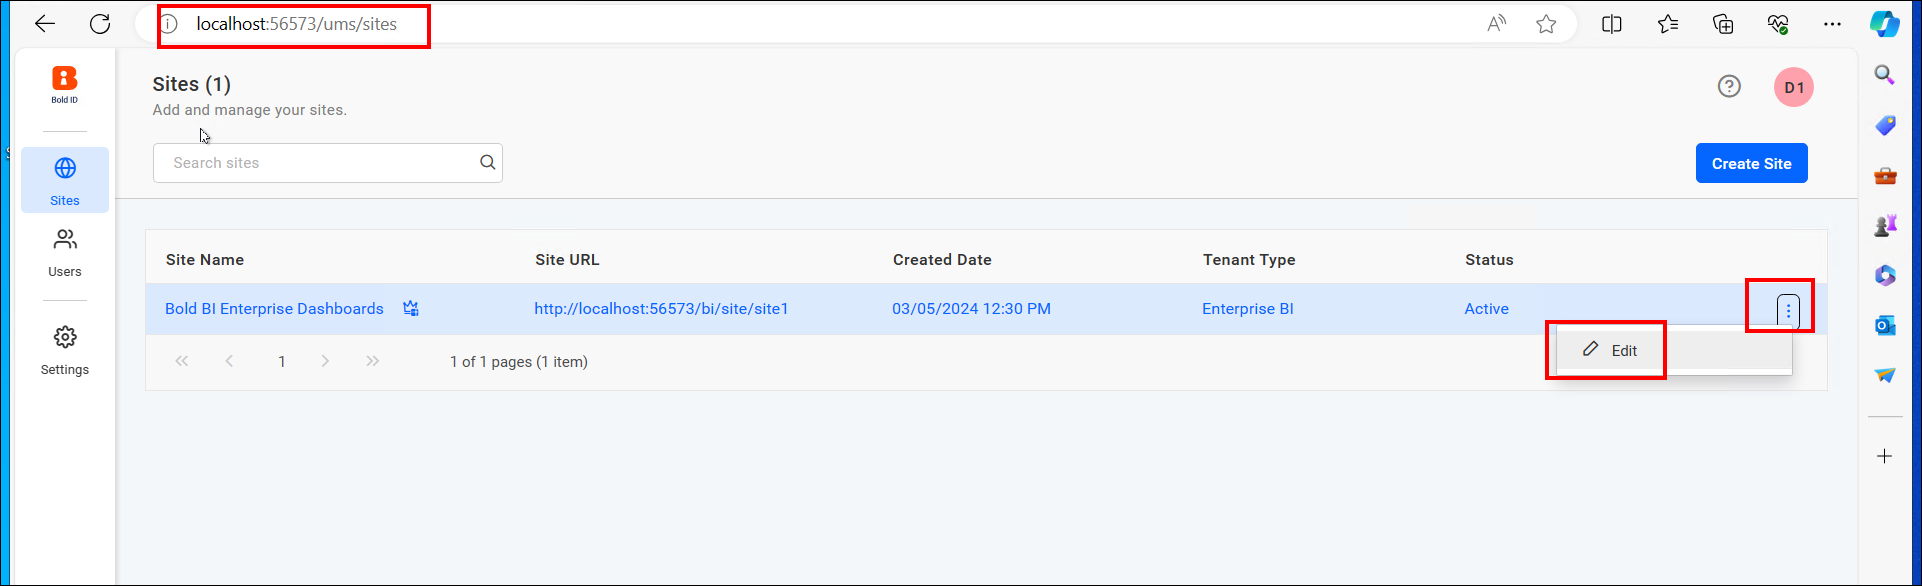 localhost:56573/ums/sites
Bold ID
Sites (1)
Add and manage your sites.
D1
Search sites
Create Site
Sites
Users
Settings
Site Name Site URL Created Date Tenant Type Status
Bold BI Enterprise Dashboards http://localhost:56573/bi/site/site1 03/05/2024 12:30 PM Enterprise BI Active
Edit
1 1 of 1 pages (1 item)